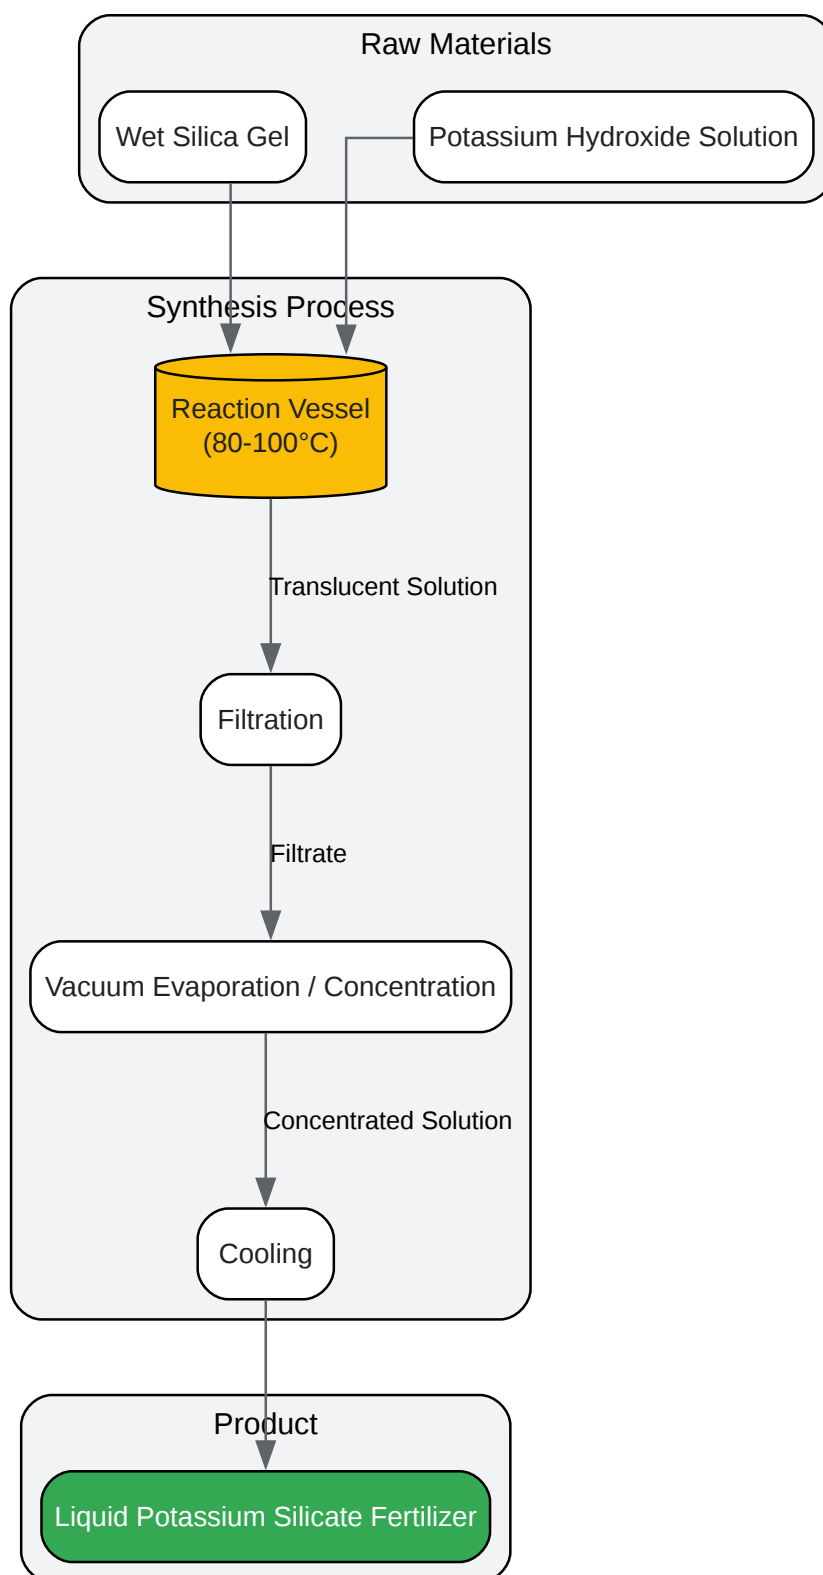 Raw Materials
Wet Silica Gel
Potassium Hydroxide Solution
Synthesis Process
Reaction Vessel
(80-100°C)
Translucent Solution
Filtration
Filtrate
Vacuum Evaporation / Concentration
Concentrated Solution
Cooling
Product
Liquid Potassium Silicate Fertilizer